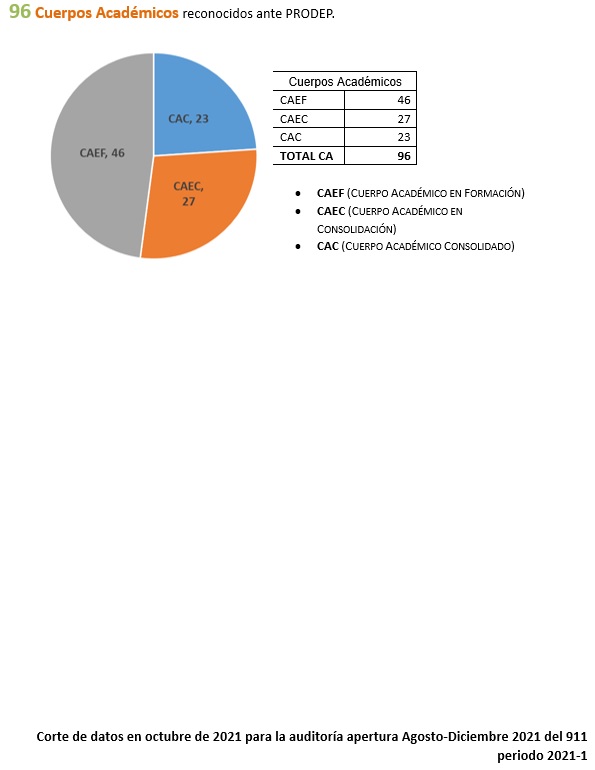 96 Cuerpos Académicos reconocidos ante PRODEP.
CAC, 23
CAEF, 46
CAEC,
27
Cuerpos Académicos
CAEF 46
CAEC 27
CAC 23
TOTAL CA 96
• CAEF (CUERPO ACADÉMICO EN FORMACIÓN)
• CAEC (CUERPO ACADÉMICO EN
CONSOLIDACIÓN)
• CAC (CUERPO ACADÉMICO CONSOLIDADO)
Corte de datos en octubre de 2021 para la auditoría apertura Agosto-Diciembre 2021 del 911
periodo 2021-1